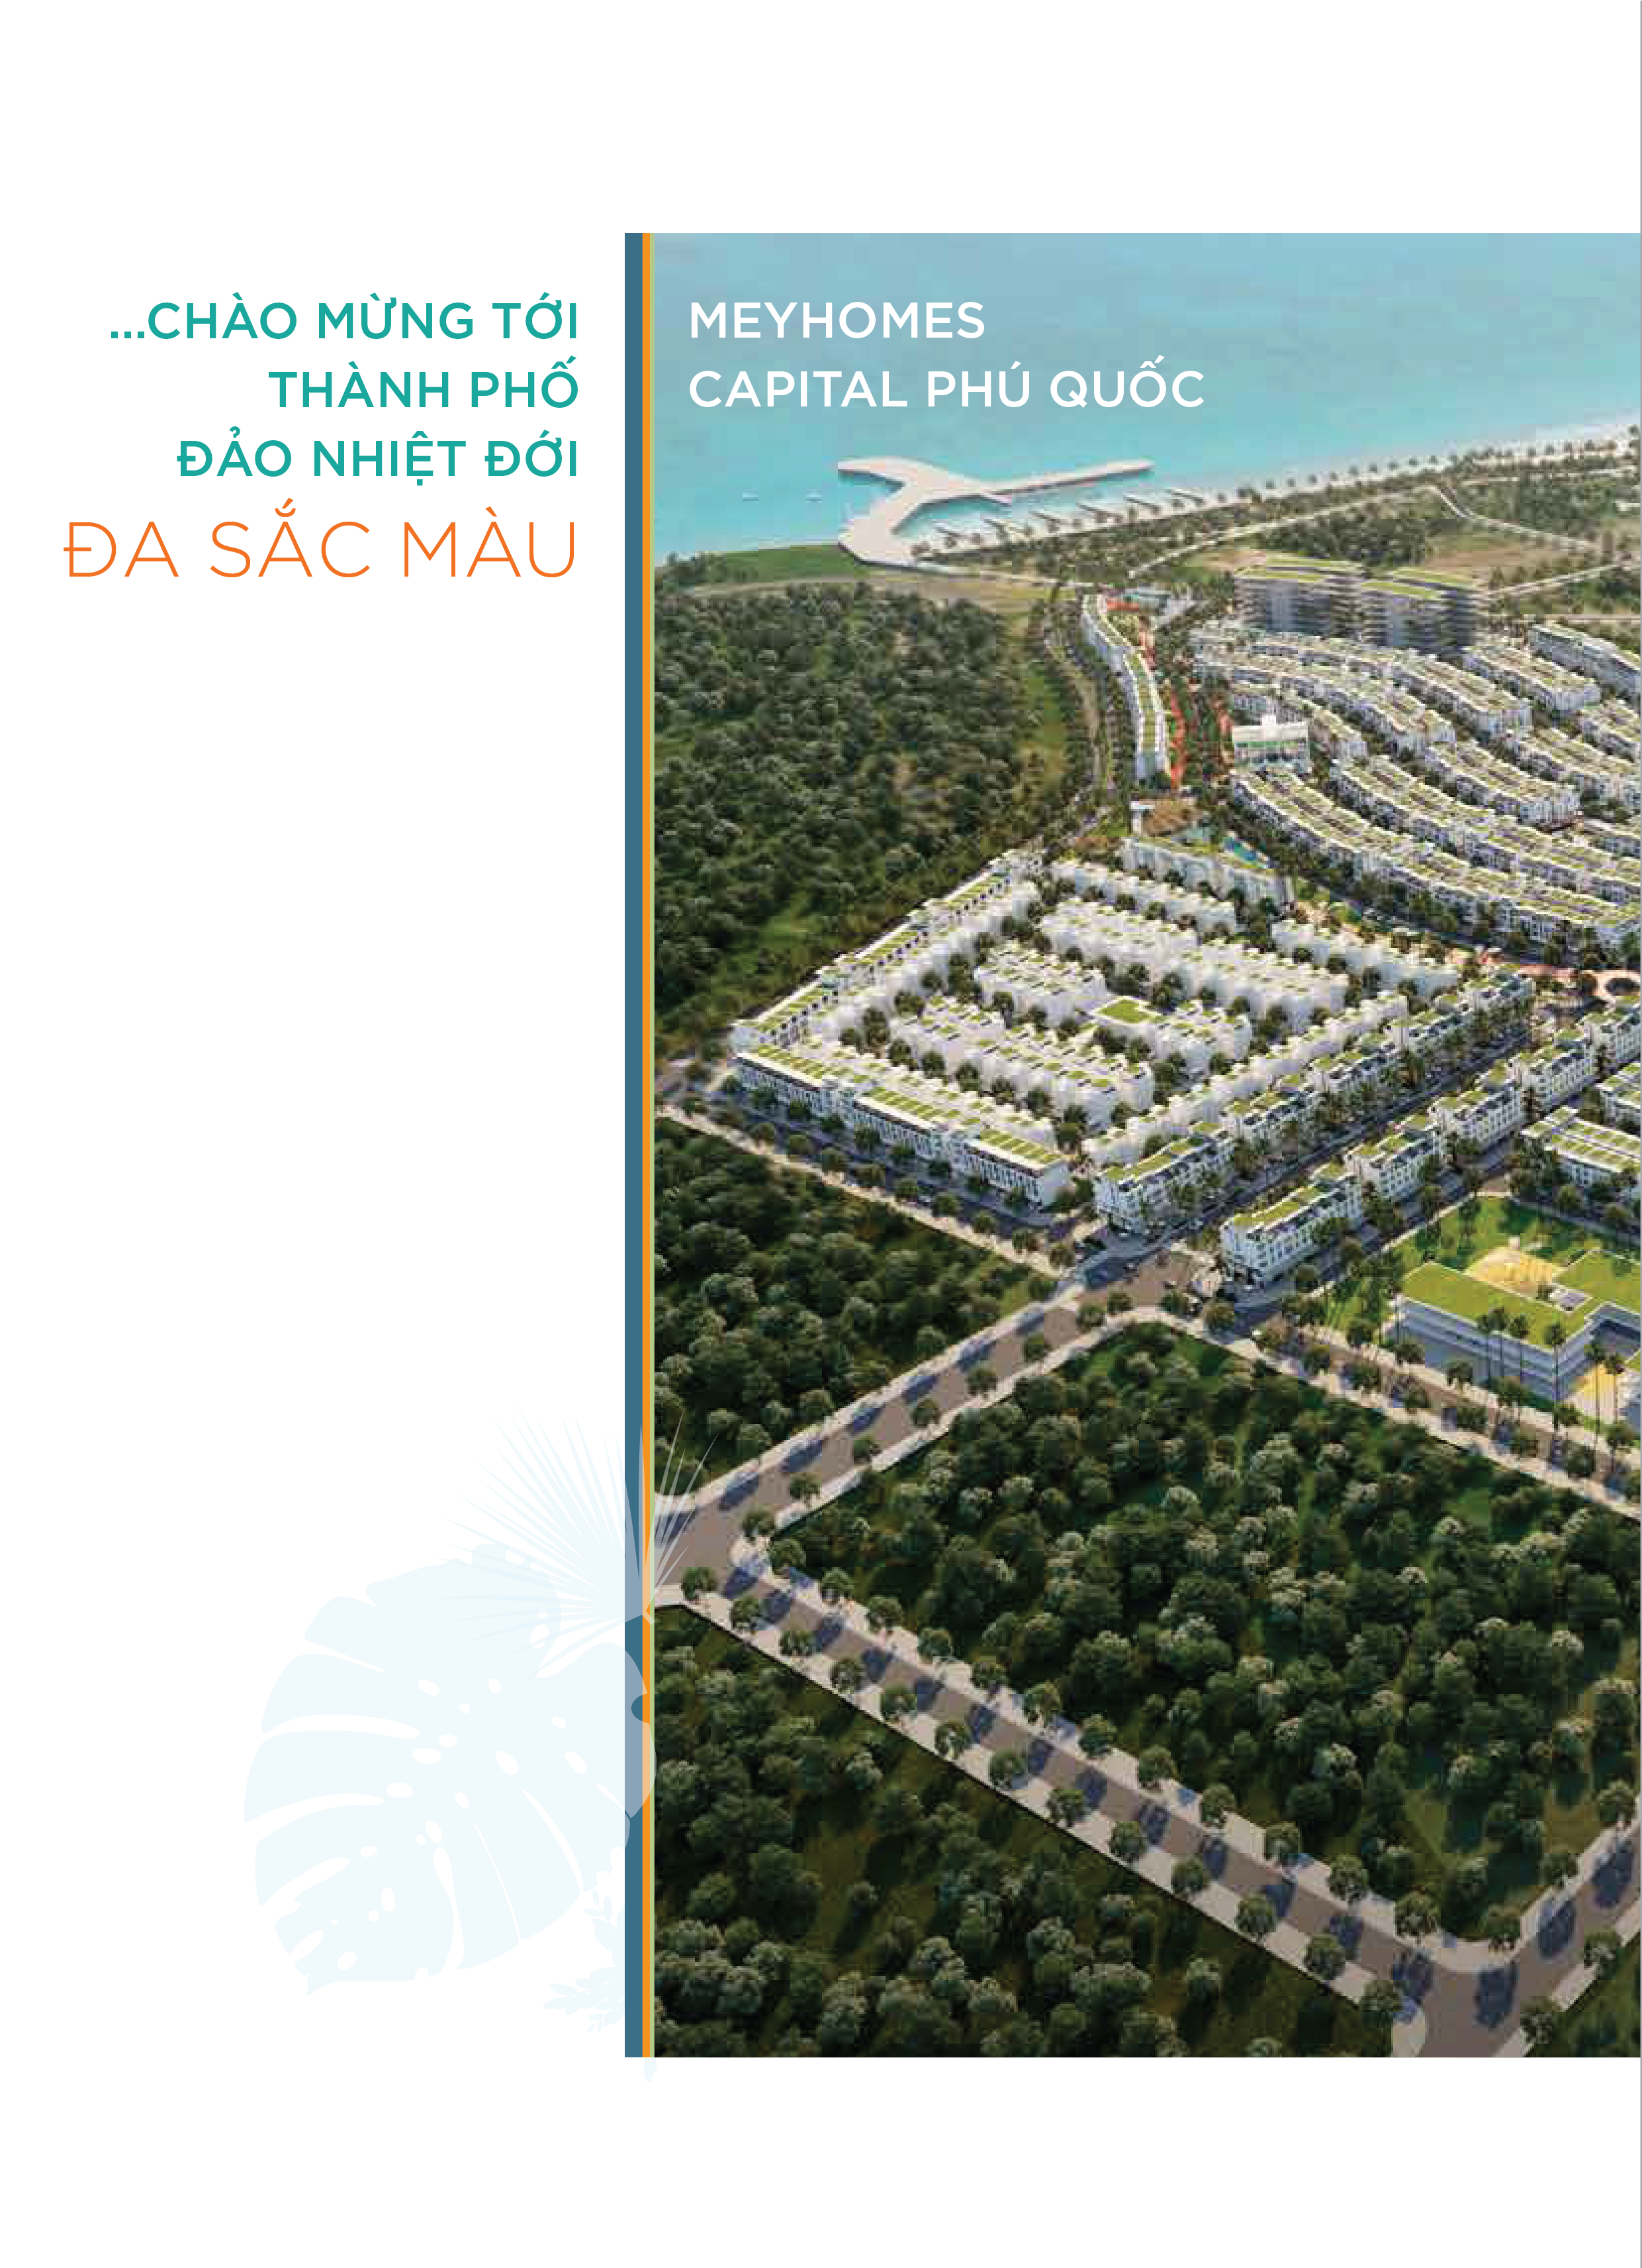 ...CHÀO MỪNG TỚI
THÀNH PHỐ
ĐẢO NHIỆT ĐỚI
ĐA SẮC MÀU
MEYHOMES
CAPITAL PHÚ QUỐC